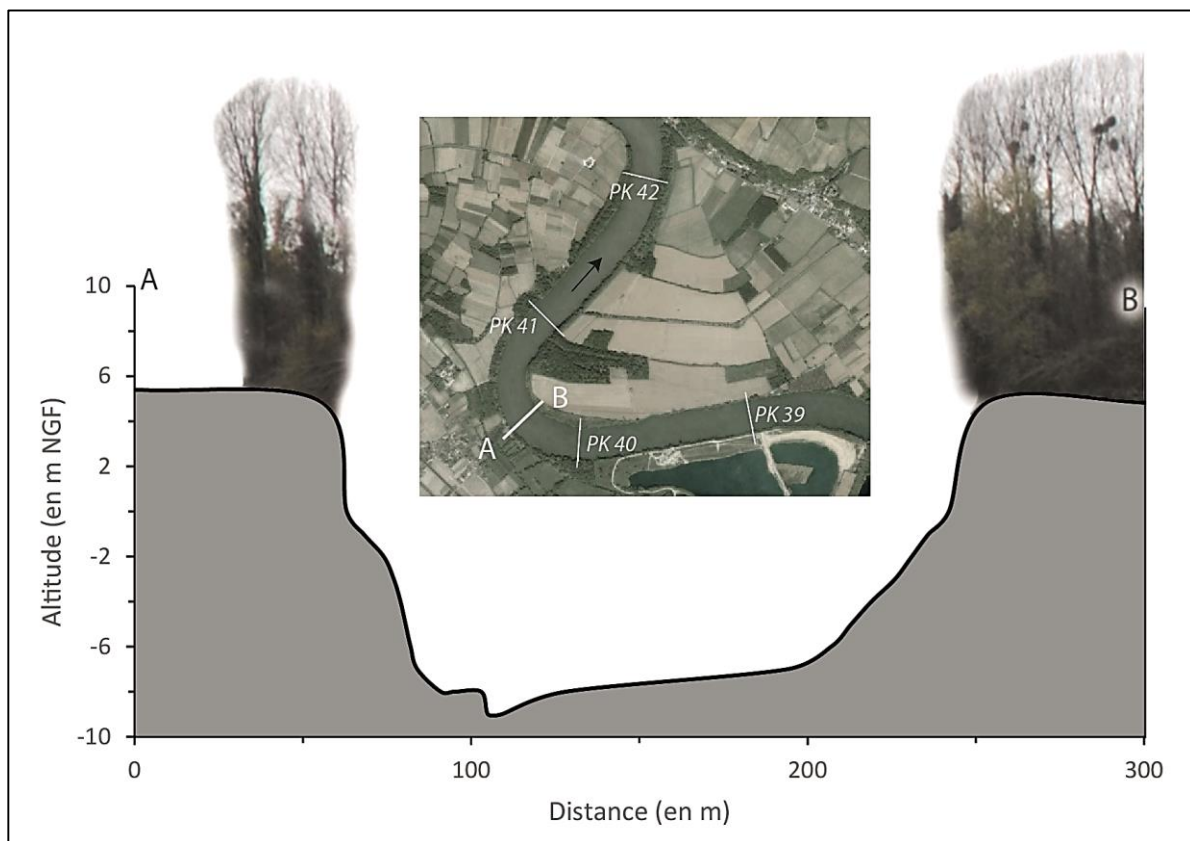 A
B
10
6
2
-2
-6
-10
Altitude (en m NGF)
0
100
200
300
Distance (en m)
PK 42
PK 41
B
A
PK 40
PK 39